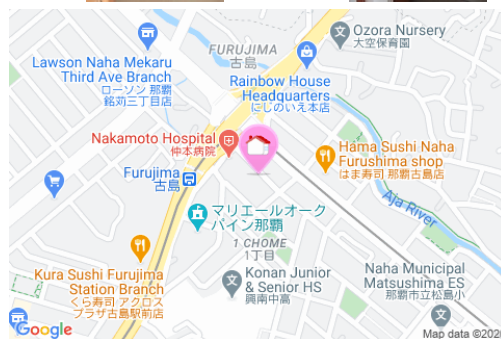 Ozora Nursery
大空保育園
FURUJIMA
古島
Lawson Naha Mekaru
Third Ave Branch
ローソン 那覇
銘苅三丁目店
Rainbow House
Headquarters
にじのいえ本店
Nakamoto Hospital
仲本病院
Hama Sushi Naha
Furushima shop
はま寿司 那覇古島店
Furujima
古島
Aja River
マリエールオーク
パイン那覇
1 CHOME
1丁目
Kura Sushi Furujima
Station Branch
くら寿司 アクロス
プラザ古島駅前店
Konan Junior
& Senior HS
興南中高
Naha Municipal
Matsushima ES
那覇市立松島小
Google
Map data ©202